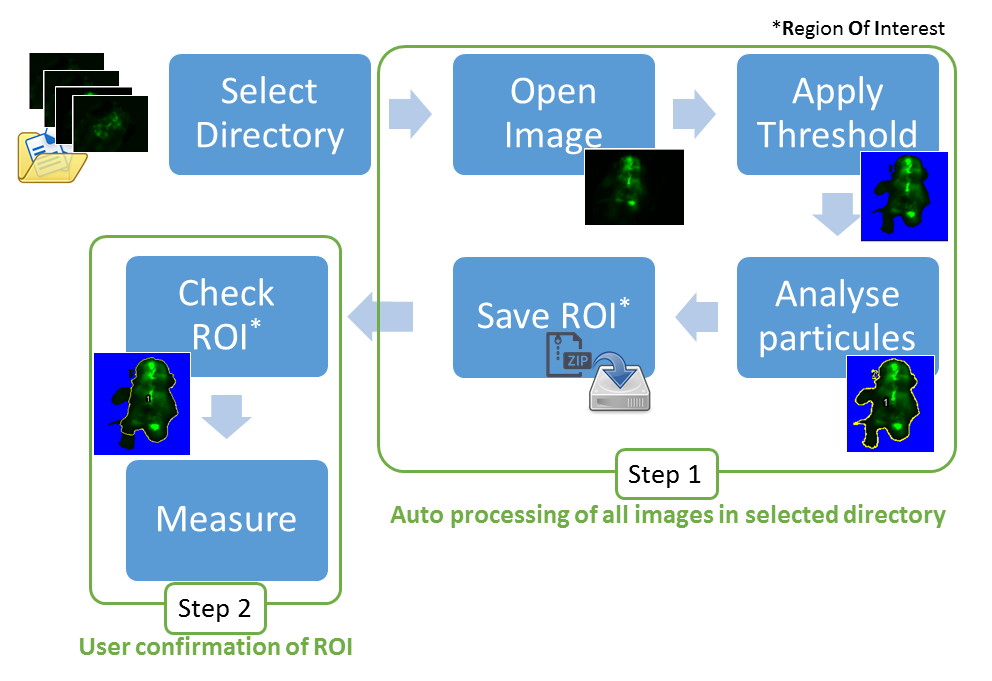 *Region Of Interest
Select
Directory
Open
Image
Apply
Threshold
Analyse
particules
1
Save ROI*
ZIP
Step 1
Auto processing of all images in selected directory
Check
ROI*
1
Measure
Step 2
User confirmation of ROI